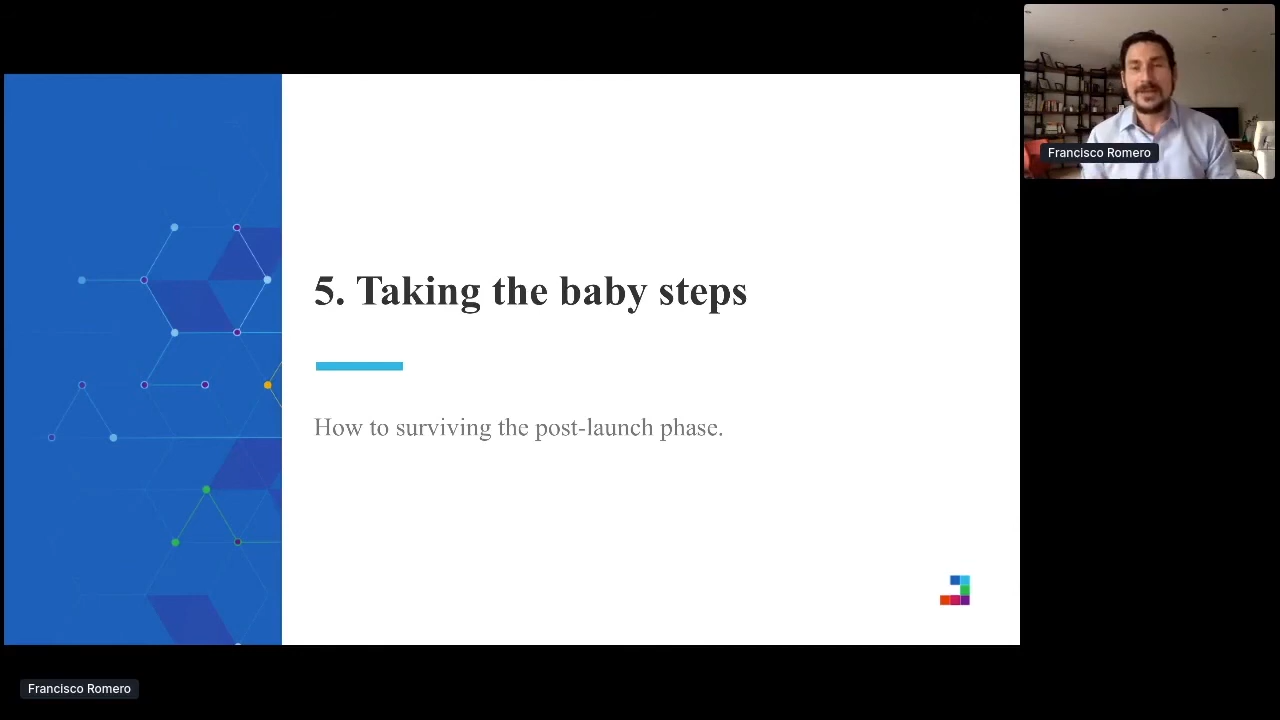 Francisco Romero
5. Taking the baby steps
How to surviving the post-launch phase.
Francisco Romero